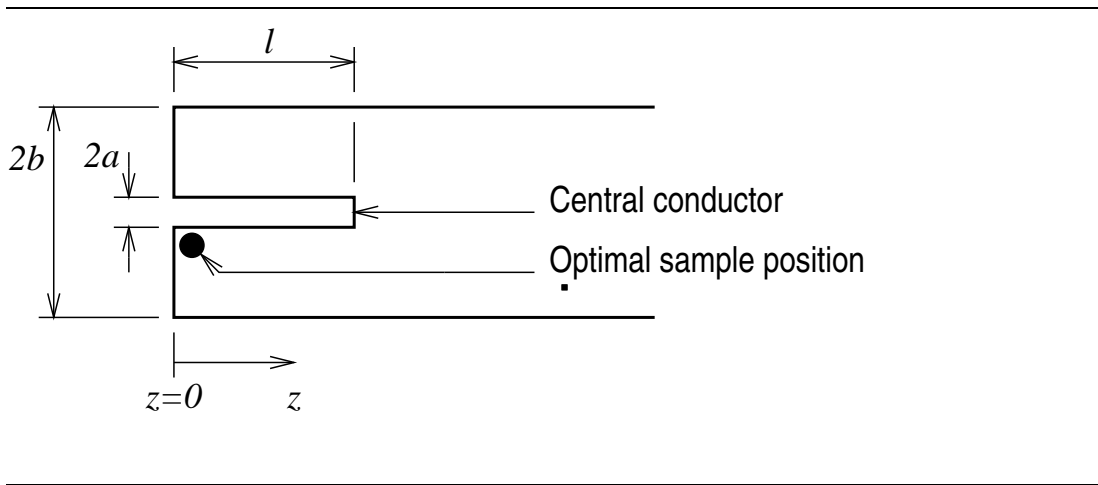 l
2b
2a
Central conductor
Optimal sample position
z=0
z